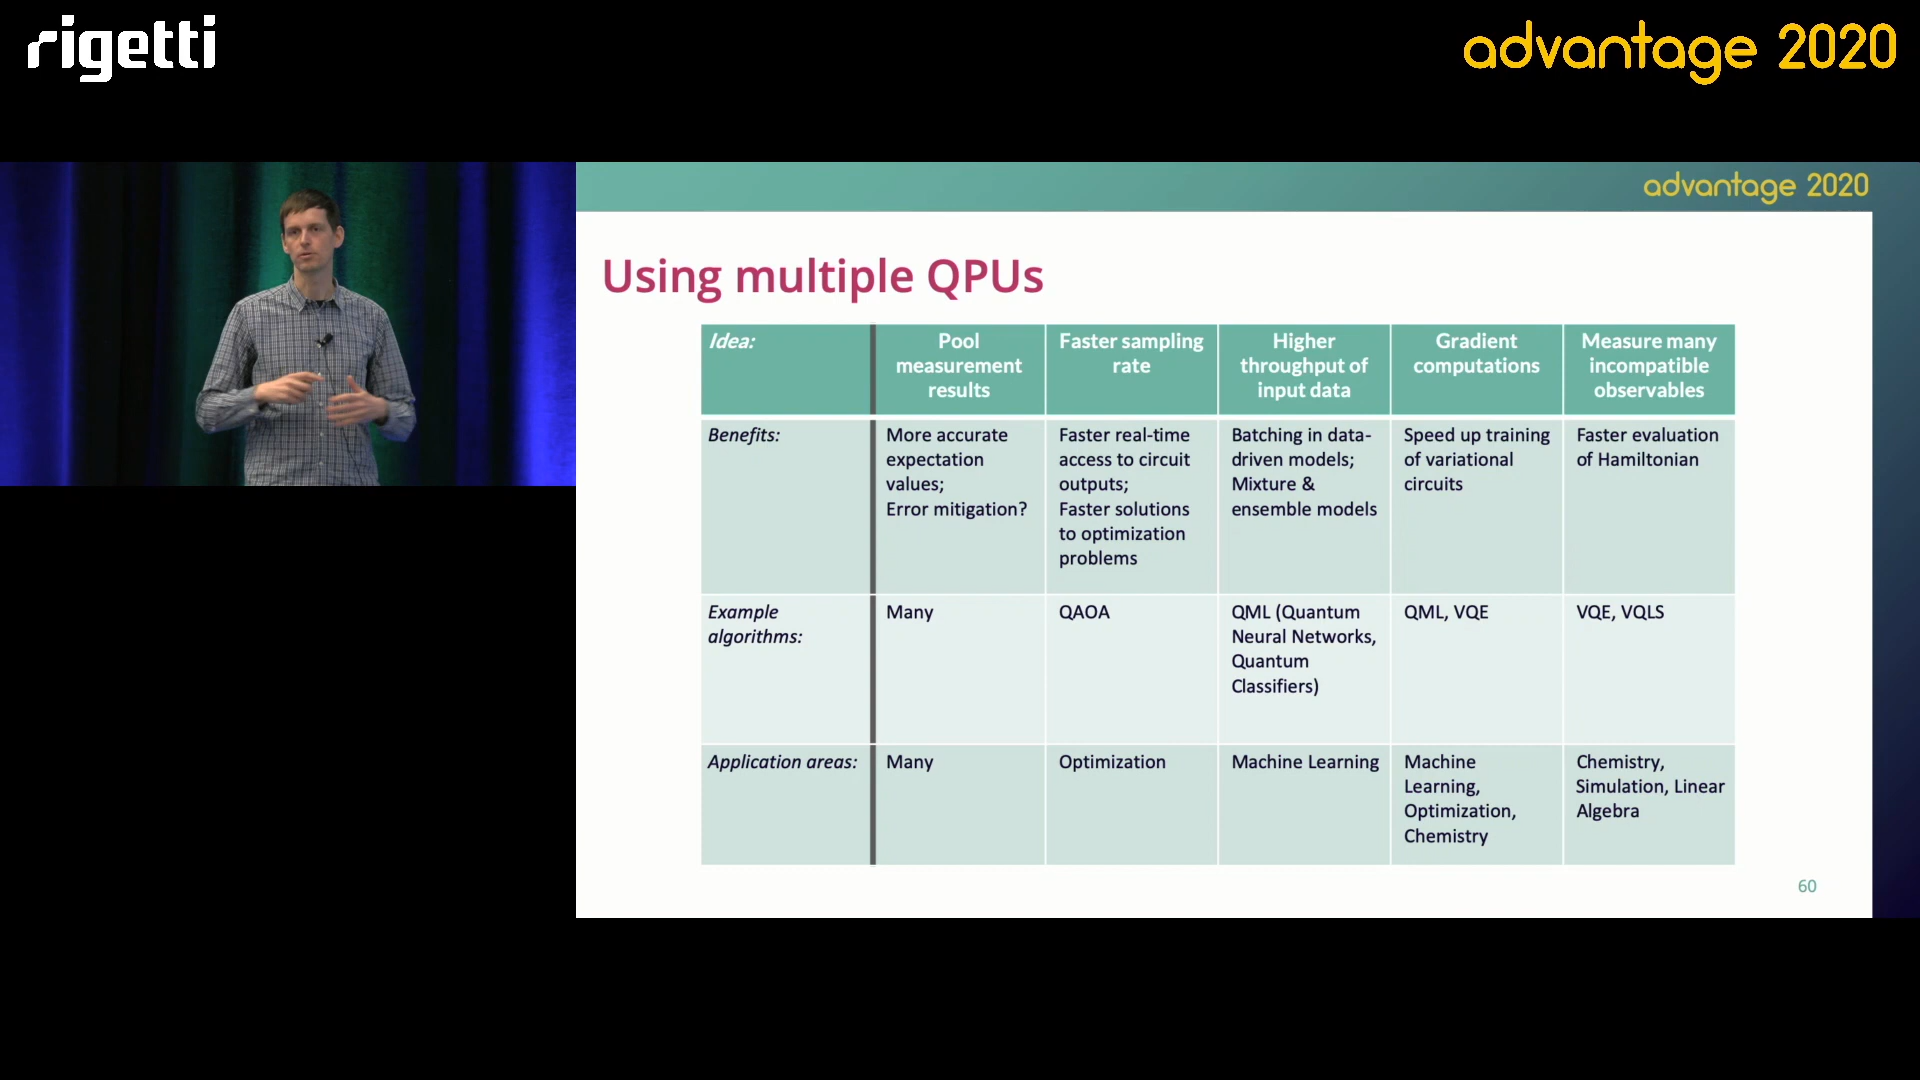 rigetti
advantage 2020
advantage 2020
Using multiple QPUs
Idea:
Pool
measurement
results
Faster sampling
rate
Higher
throughput of
input data
Gradient
computations
Measure many
incompatible
observables
Benefits:
More accurate
expectation
values;
Error mitigation?
Faster real-time
access to circuit
outputs;
Faster solutions
to optimization
problems
Batching in data-
driven models;
Mixture &
ensemble models
Speed up training
of variational
circuits
Faster evaluation
of Hamiltonian
Example
algorithms:
Many
QAOA
QML (Quantum
Neural Networks,
Quantum
Classifiers)
QML, VQE
VQE, VQLS
Application areas:
Many
Optimization
Machine Learning
Machine
Learning,
Optimization,
Chemistry
Chemistry,
Simulation, Linear
Algebra
60